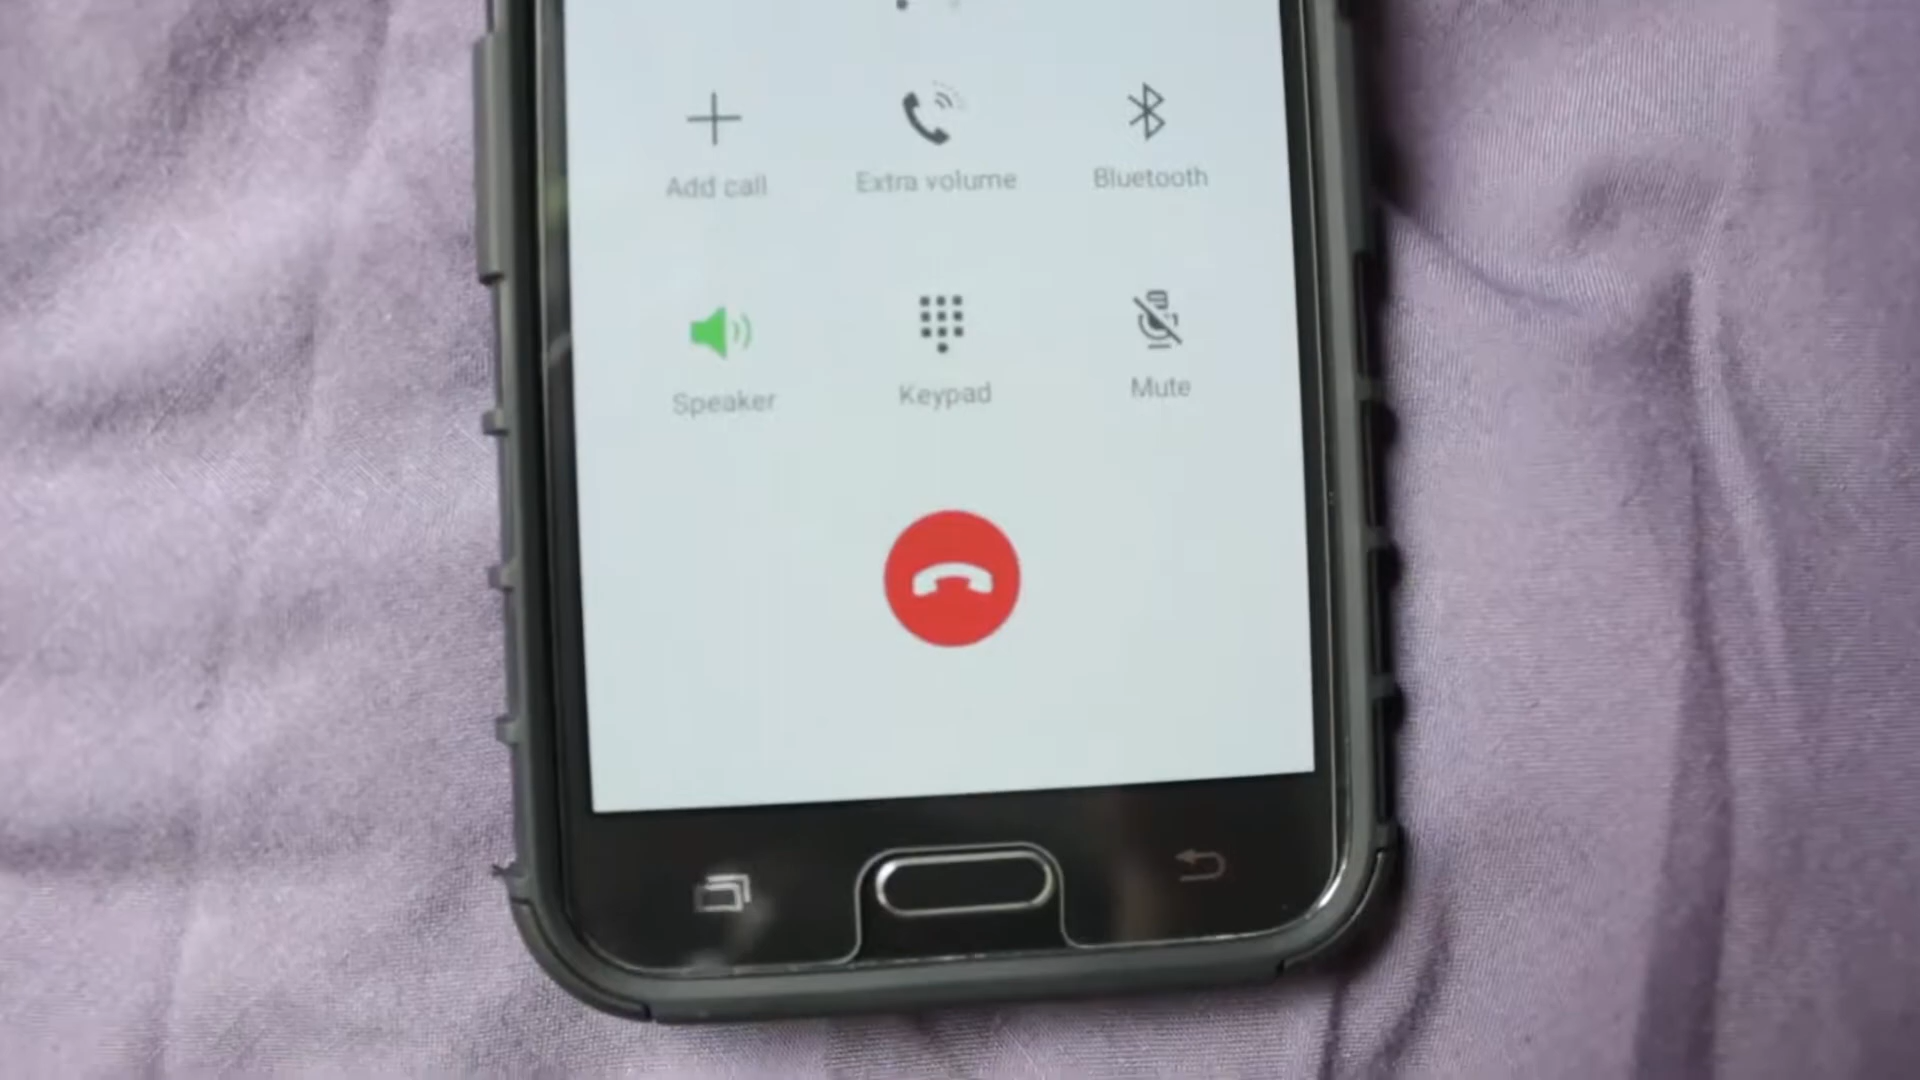 Add call
Extra volume
Bluetooth
Speaker
Keypad
Mute